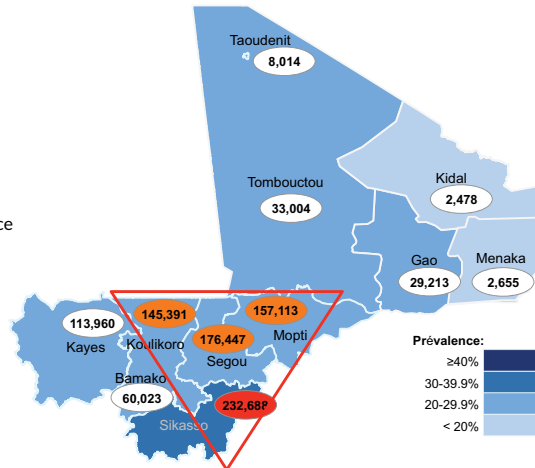 Taoudenit
8,014
Kidal
2,478
Tombouctou
33,004
ce
Gao
29,213
Menaka
2,655
113,960
Kayes
145,391
Koulikoro
157,113
Mopti
176,447
Segou
Bamako
60,023
232,688
Sikasso
Prévalence:
≥40%
30-39.9%
20-29.9%
< 20%